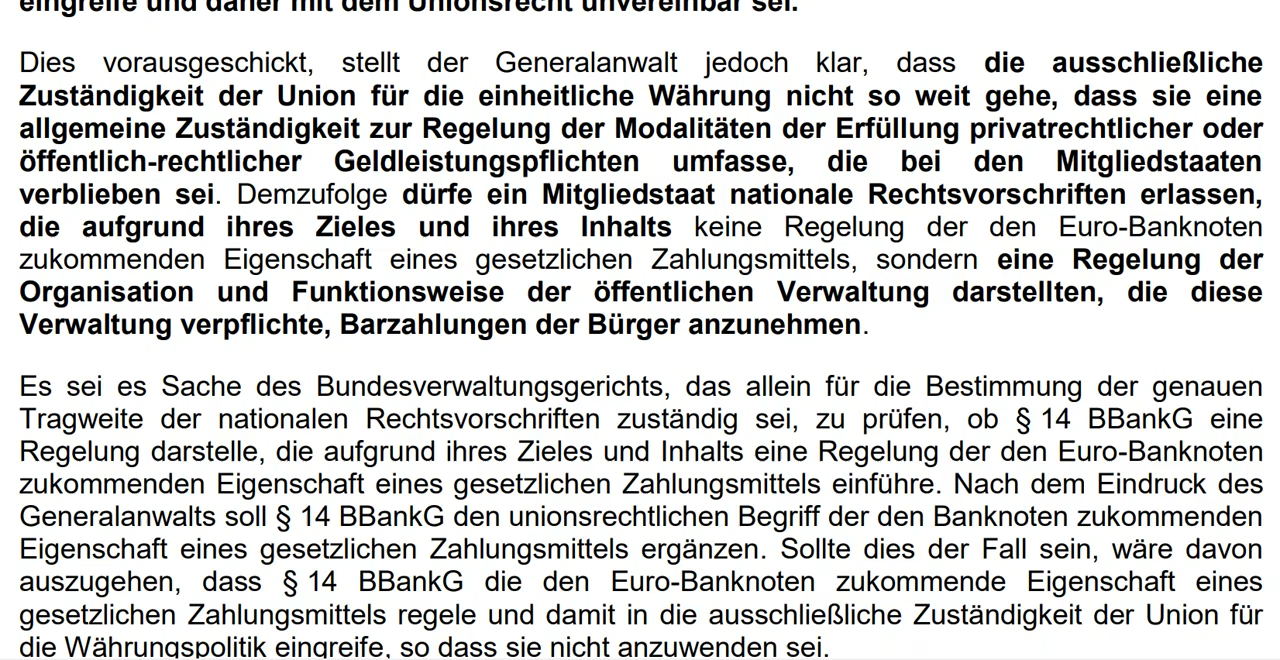 eingreife und daher mit dem Unionsrecht unvereinbar sei.
Dies vorausgeschickt, stellt der Generalanwalt jedoch klar, dass die ausschließliche
Zuständigkeit der Union für die einheitliche Währung nicht so weit gehe, dass sie eine
allgemeine Zuständigkeit zur Regelung der Modalitäten der Erfüllung privatrechtlicher oder
öffentlich-rechtlicher Geldleistungspflichten umfasse, die bei den Mitgliedstaaten
verblieben sei. Demzufolge dürfe ein Mitgliedstaat nationale Rechtsvorschriften erlassen,
die aufgrund ihres Zieles und ihres Inhalts keine Regelung der den Euro-Banknoten
zukommenden Eigenschaft eines gesetzlichen Zahlungsmittels, sondern eine Regelung der
Organisation und Funktionsweise der öffentlichen Verwaltung darstellten, die diese
Verwaltung verpflichte, Barzahlungen der Bürger anzunehmen.
Es sei es Sache des Bundesverwaltungsgerichts, das allein für die Bestimmung der genauen
Tragweite der nationalen Rechtsvorschriften zuständig sei, zu prüfen, ob § 14 BBankG eine
Regelung darstelle, die aufgrund ihres Zieles und Inhalts eine Regelung der den Euro-Banknoten
zukommenden Eigenschaft eines gesetzlichen Zahlungsmittels einführe. Nach dem Eindruck des
Generalanwalts soll § 14 BBankG den unionsrechtlichen Begriff der den Banknoten zukommenden
Eigenschaft eines gesetzlichen Zahlungsmittels ergänzen. Sollte dies der Fall sein, wäre davon
auszugehen, dass § 14 BBankG die den Euro-Banknoten zukommende Eigenschaft eines
gesetzlichen Zahlungsmittels regele und damit in die ausschließliche Zuständigkeit der Union für
die Währungspolitik eingreife, so dass sie nicht anzuwenden sei.